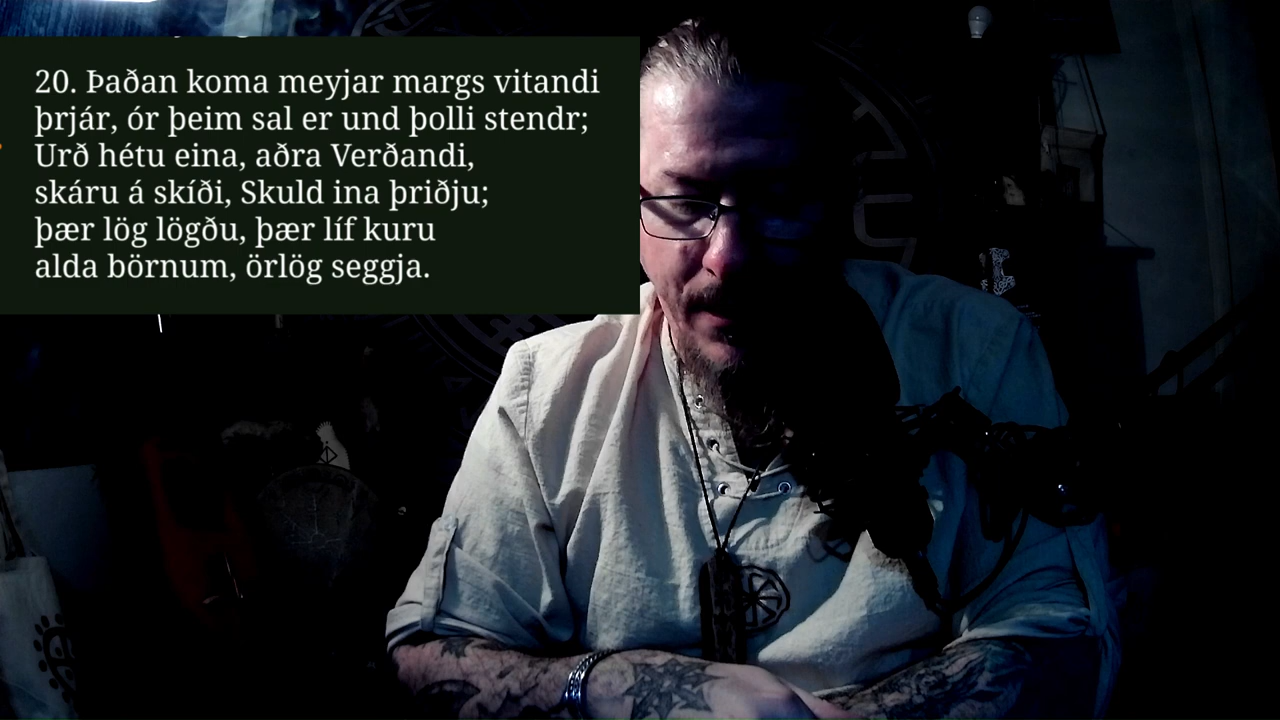 20. Þaðan koma meyjar margs vitandi
þrjár, ór þeim sal er und þolli stendr;
Urð hétu eina, aðra Verðandi,
skáru á skíði, Skuld ina þriðju;
þær lög lögðu, þær líf kuru
alda börnum, örlög seggja.